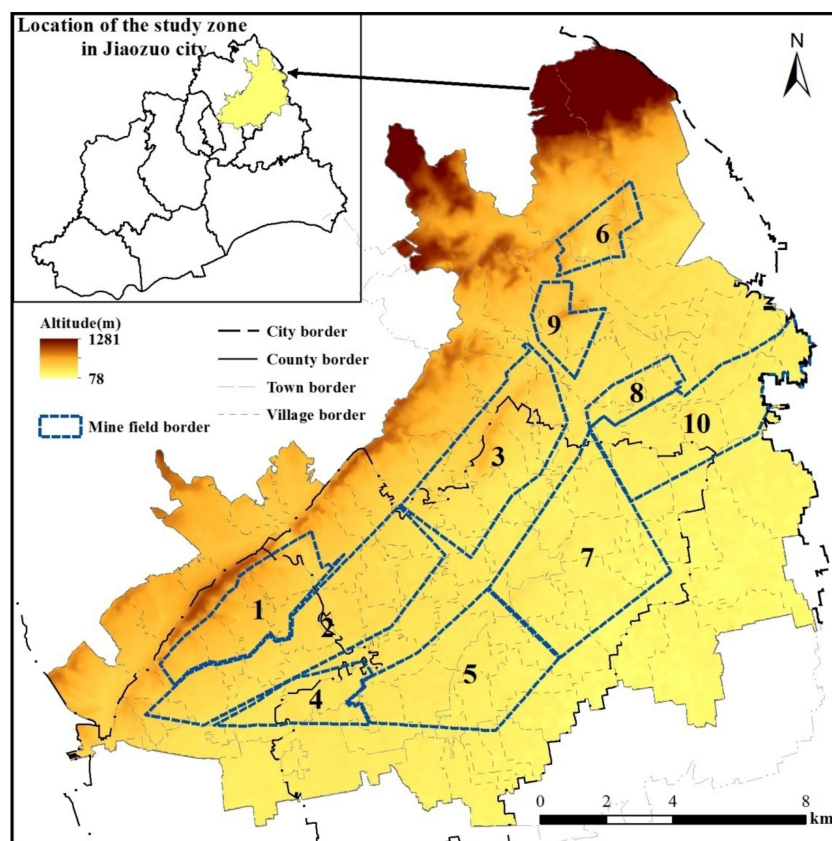 Location of the study zone
in Jiaozuo city
N
Altitude(m)
1281
78
City border
County border
Town border
Village border
Mine field border
6
9
8
10
3
7
1
2
5
4
0 2 4 8
km